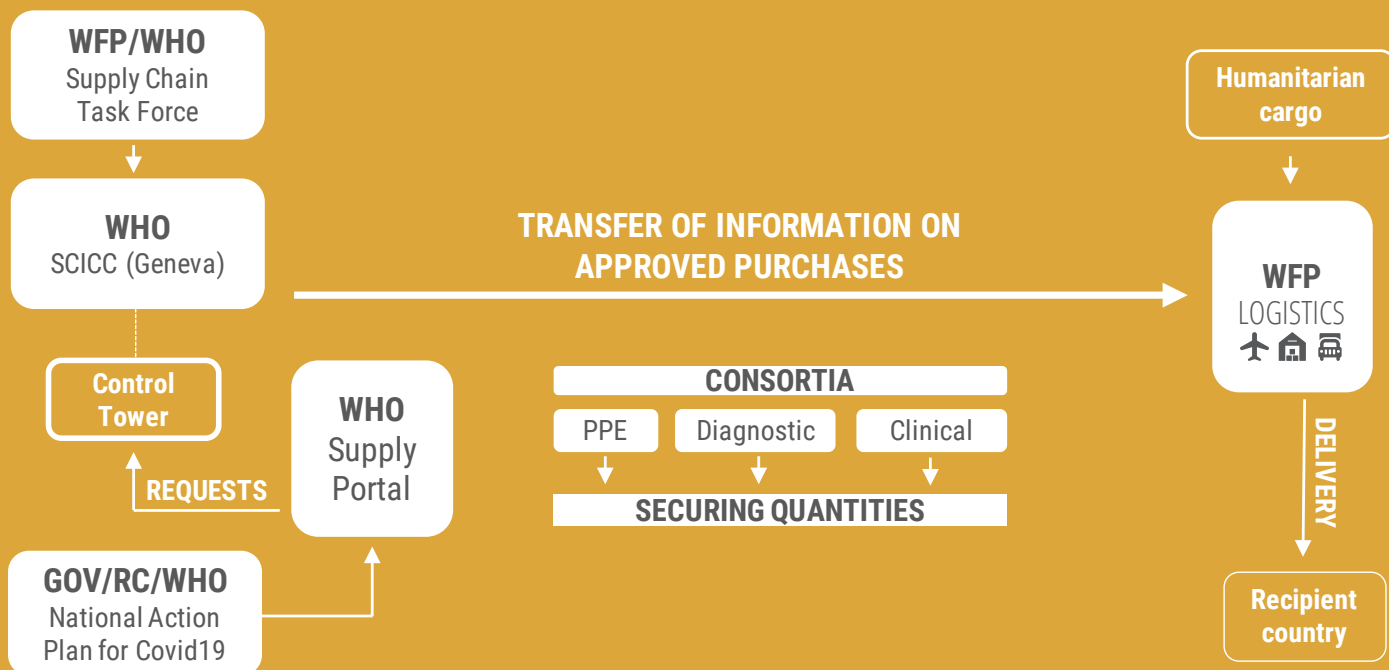 WFP/WHO
Supply Chain
Task Force
WHO
SCICC (Geneva)
Control
Tower
REQUESTS
GOV/RC/WHO
National Action
Plan for Covid19
WHO
Supply
Portal
TRANSFER OF INFORMATION ON
APPROVED PURCHASES
CONSORTIA
PPE
Diagnostic
Clinical
SECURING QUANTITIES
Humanitarian
cargo
WFP
LOGISTICS
DELIVERY
Recipient
country